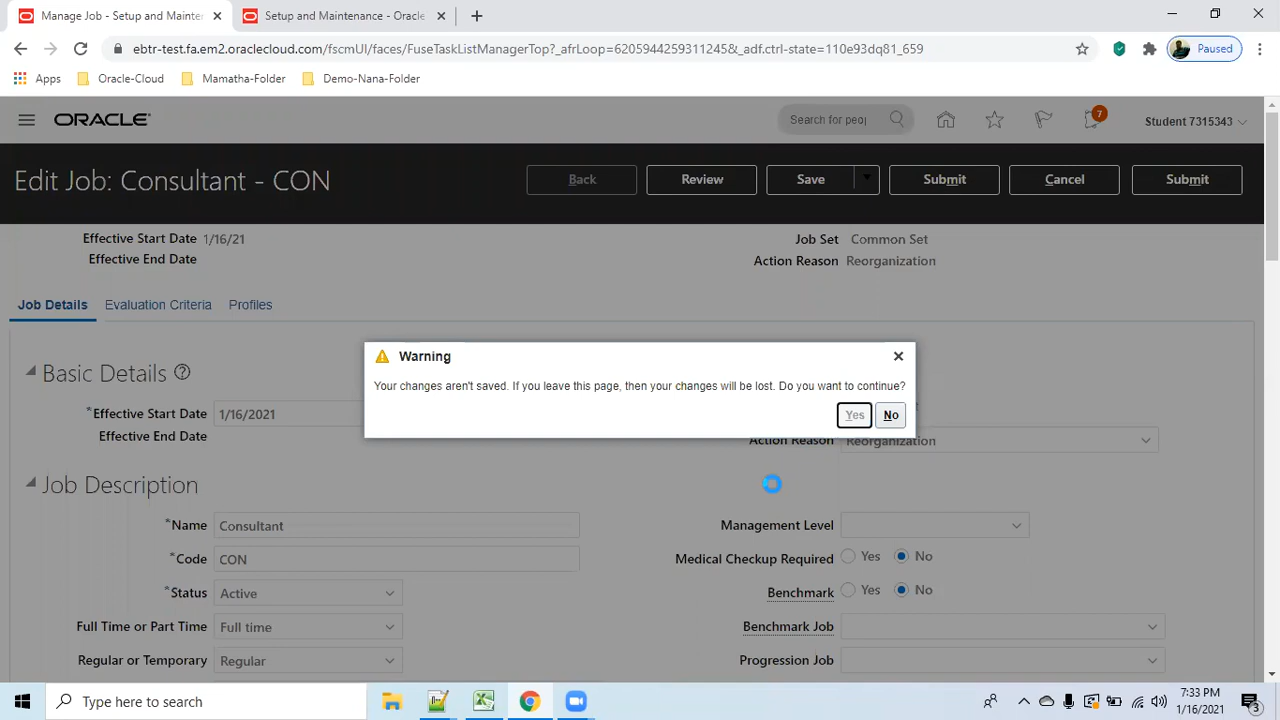 Manage Job - Setup and Mainten
Setup and Maintenance - Oracle
ebtr-test.fa.em2.oraclecloud.com/fscmUI/faces/FuseTaskListManagerTop?_afrLoop=6205944259311245&_adf.ctrl-state=110e93dq81_659
Paused
Apps
Oracle-Cloud
Mamatha-Folder
Demo-Nana-Folder
ORACLE
Search for peop
7
Student 7315343
Edit Job: Consultant - CON
Back
Review
Save
Submit
Cancel
Submit
Effective Start Date 1/16/21
Job Set Common Set
Effective End Date
Action Reason Reorganization
Job Details
Evaluation Criteria
Profiles
Warning
Basic Details
Your changes aren't saved. If you leave this page, then your changes will be lost. Do you want to continue?
*Effective Start Date 1/16/2021
Yes
No
Effective End Date
Action Reason Reorganization
Job Description
*Name Consultant
Management Level
*Code CON
Medical Checkup Required Yes No
*Status Active
Benchmark Yes No
Full Time or Part Time Full time
Benchmark Job
Regular or Temporary Regular
Progression Job
Type here to search
7:33 PM
1/16/2021
3